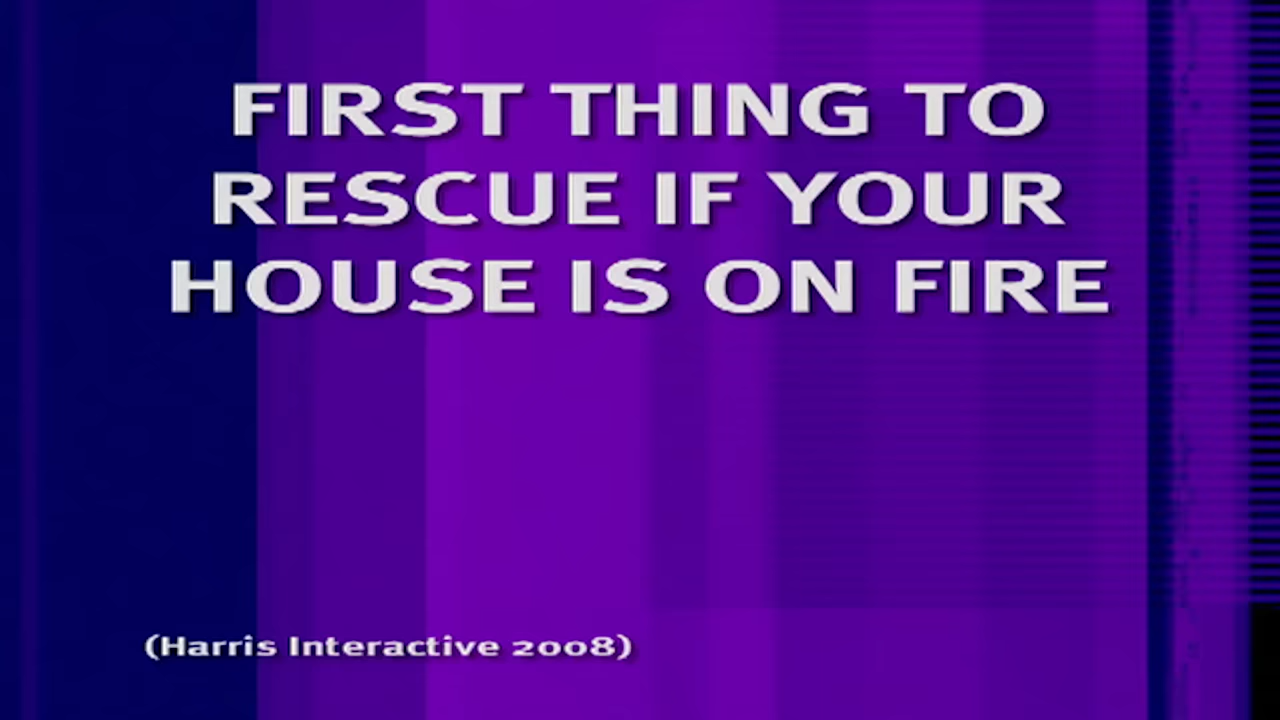 FIRST THING TO
RESCUE IF YOUR
HOUSE IS ON FIRE
(Harris Interactive 2008)